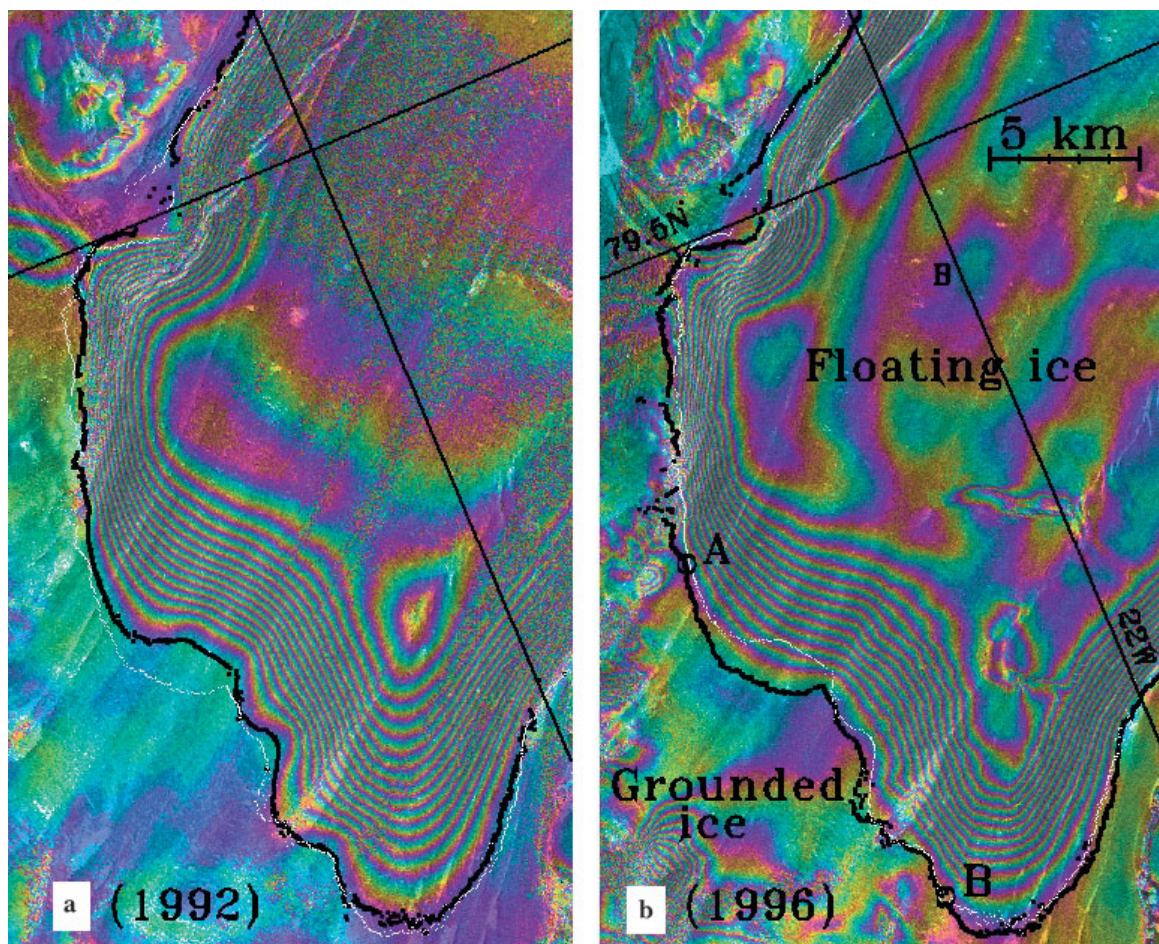 a (1992)
5 km
79.5N
B
Floating ice
A
22W
Grounded
ice
B
b (1996)